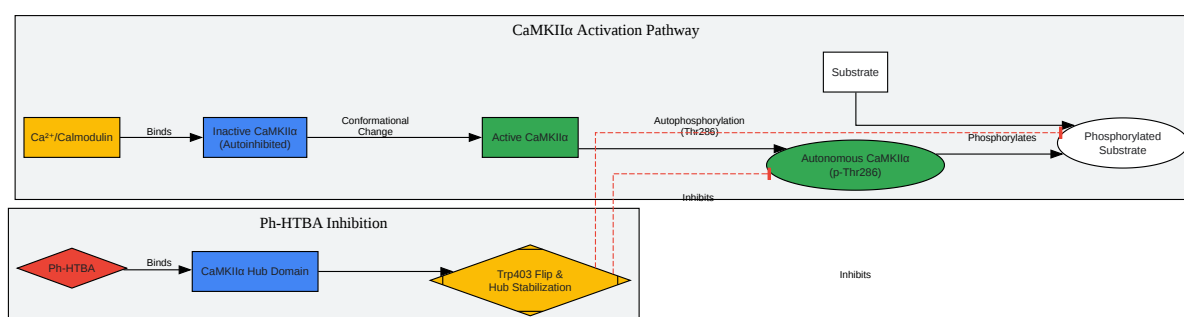 CaMKIIα Activation Pathway
Substrate
Ca²⁺/Calmodulin
Binds
Inactive CaMKIIα
(Autoinhibited)
Conformational
Change
Active CaMKIIα
Autophosphorylation
(Thr286)
Autonomous CaMKIIα
(p-Thr286)
Phosphorylates
Phosphorylated
Substrate
Inhibits
Ph-HTBA Inhibition
Ph-HTBA
Binds
CaMKIIα Hub Domain
Trp403 Flip &
Hub Stabilization
Inhibits